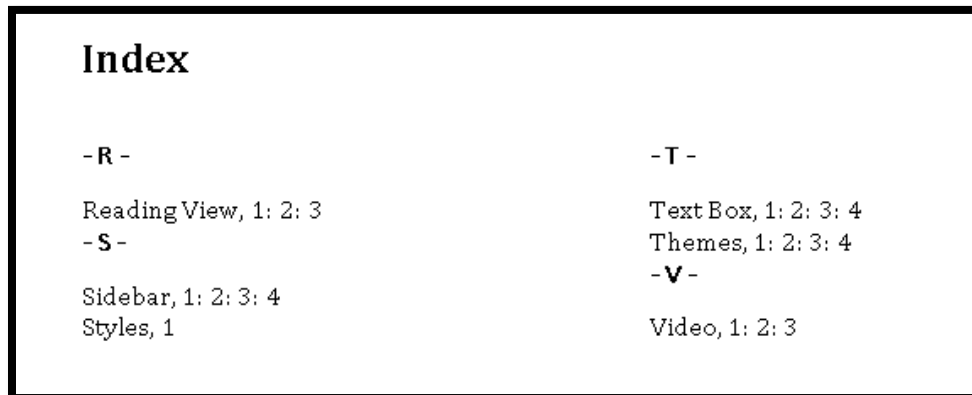 Index
- R -
Reading View, 1: 2: 3
- S -
Sidebar, 1: 2: 3: 4
Styles, 1
- T -
Text Box, 1: 2: 3: 4
Themes, 1: 2: 3: 4
- V -
Video, 1: 2: 3